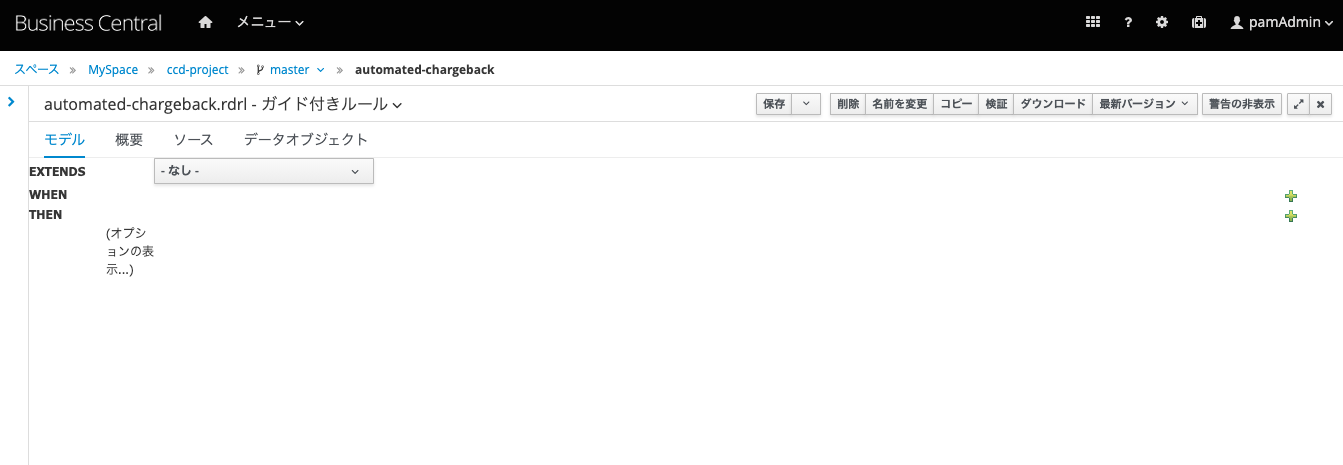 Business Central メニュー ? pamAdmin
スペース » MySpace » ccd-project » master » automated-chargeback
automated-chargeback.rdrl - ガイド付きルール 保存 削除 名前を変更 コピー 検証 ダウンロード 最新バージョン 警告の非表示
モデル 概要 ソース データオブジェクト
EXTENDS - なし -
WHEN
THEN
(オプシ
ョンの表
示...)